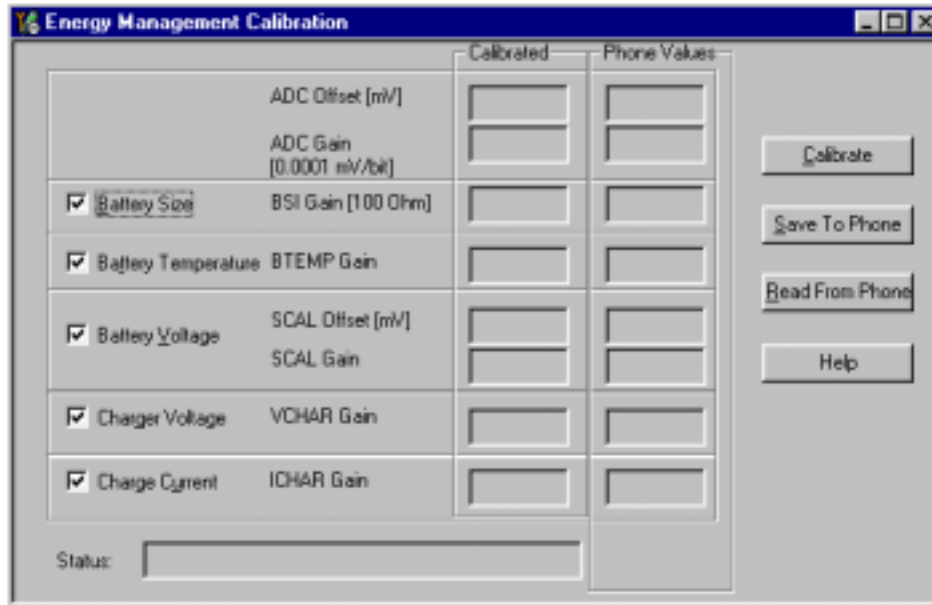 Energy Management Calibration
Calibrated Phone Values
ADC Offset [mV]
ADC Gain
[0.0001 mV/bit]
Calibrate
Battery Size BSI Gain [100 Ohm]
Save To Phone
Battery Temperature BTEMP Gain
Read From Phone
SCAL Offset [mV]
Battery Voltage
SCAL Gain
Help
Charger Voltage VCHAR Gain
Charge Current ICHAR Gain
Status: